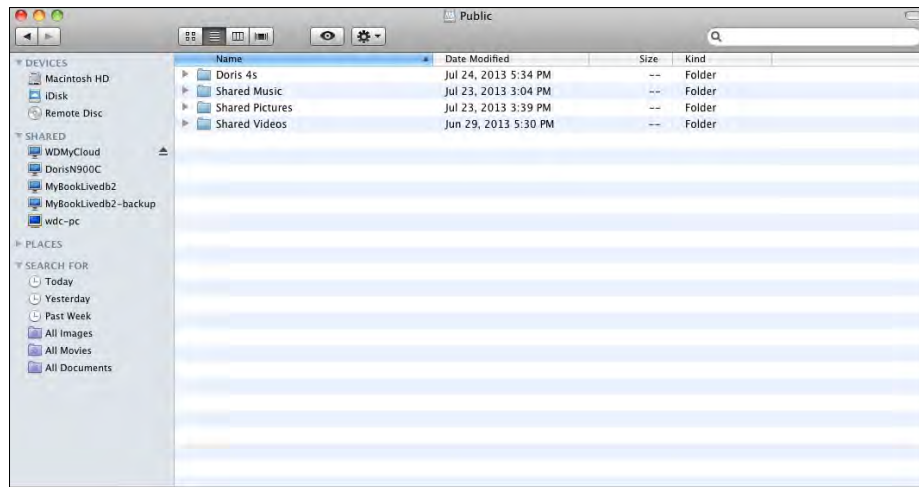 Public
Name Date Modified Size Kind
Doris 4s Jul 24, 2013 5:34 PM -- Folder
Shared Music Jul 23, 2013 3:04 PM -- Folder
Shared Pictures Jul 23, 2013 3:39 PM -- Folder
Shared Videos Jun 29, 2013 5:30 PM -- Folder
DEVICES
Macintosh HD
iDisk
Remote Disc
SHARED
WDMyCloud
DorisN900C
MyBookLivedb2
MyBookLivedb2-backup
wdc-pc
PLACES
SEARCH FOR
Today
Yesterday
Past Week
All Images
All Movies
All Documents